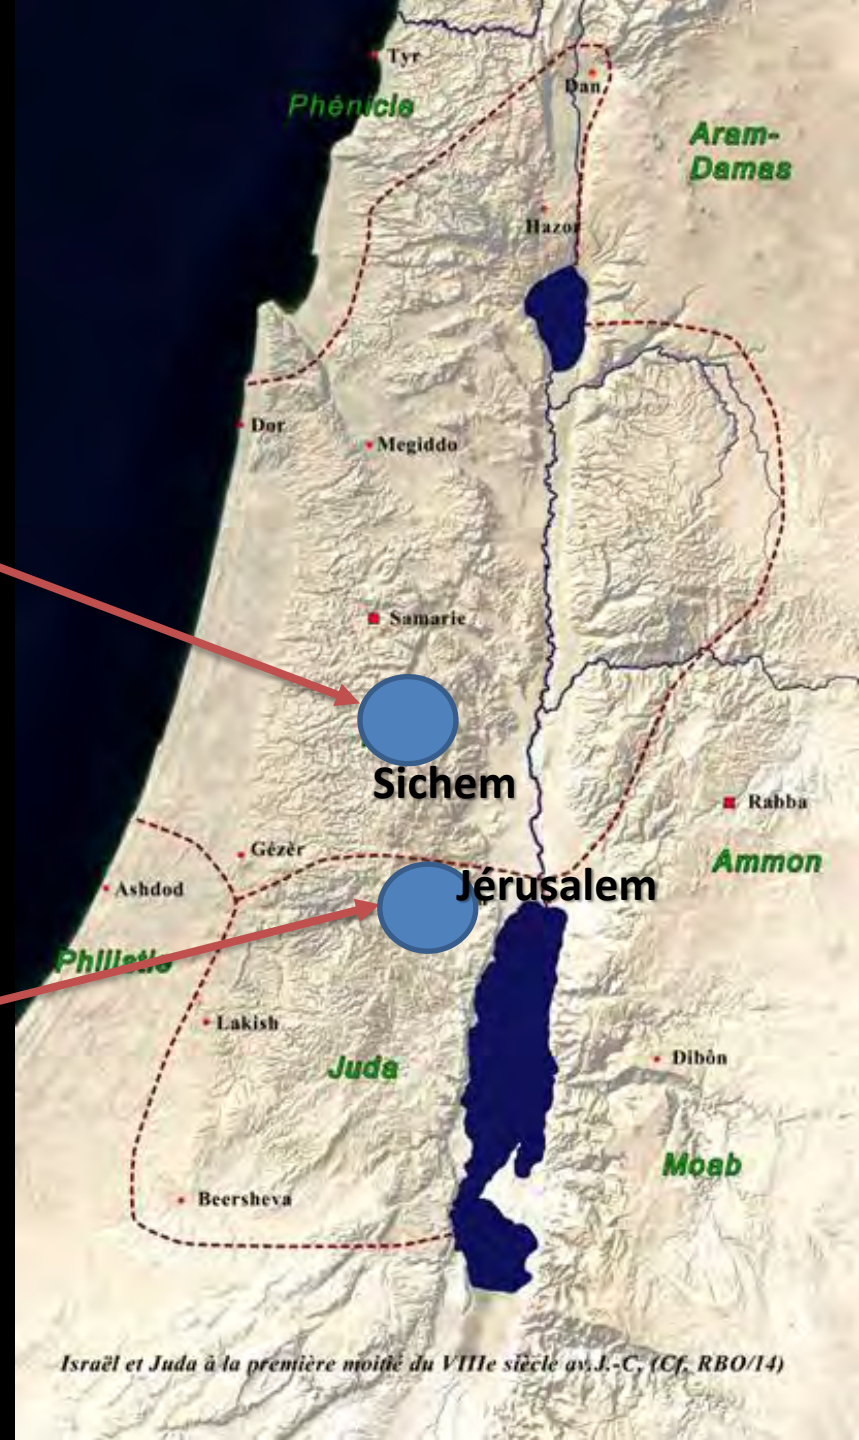 Tyr
Phénicie
Dan
Aram-
Damas
Hazor
Dor
Megiddo
Samarie
Sichem
Rabba
Gézér
Ammon
Jérusalem
Ashdod
Philistie
Lakish
Dibôn
Juda
Moab
Beersheva
Israël et Juda à la première moitié du VIIIe siècle av.J.-C. (Cf. RBO/14)